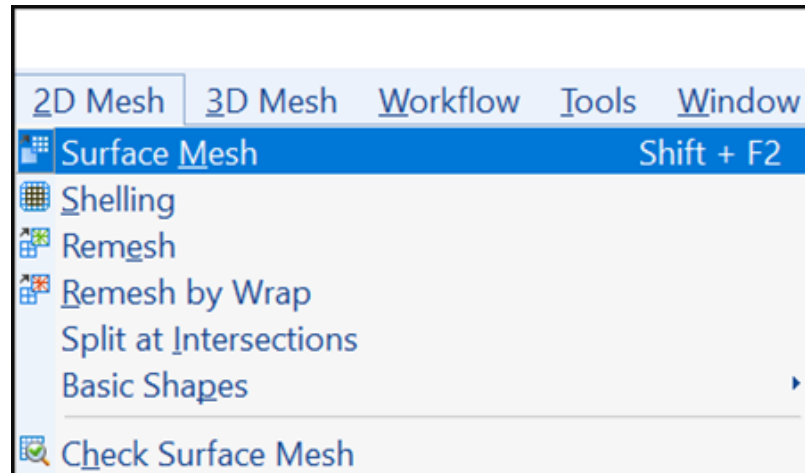 2D Mesh 3D Mesh Workflow Tools Window
Surface Mesh Shift + F2
Shelling
Remesh
Remesh by Wrap
Split at Intersections
Basic Shapes
Check Surface Mesh